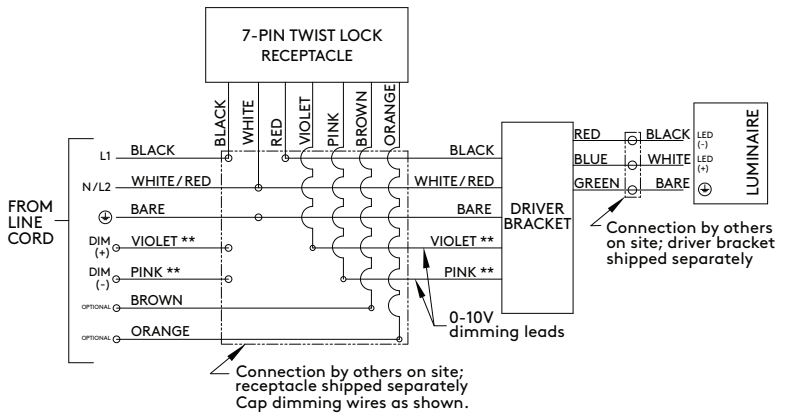 7-PIN TWIST LOCK
RECEPTACLE
BLACK
WHITE
RED
VIOLET
PINK
BROWN
ORANGE
FROM
LINE
CORD
L1
BLACK
BLACK
N/L2
WHITE/RED
WHITE/RED
BARE
BARE
DIM
(+)
VIOLET **
VIOLET **
DIM
(-)
PINK **
PINK **
OPTIONAL
BROWN
OPTIONAL
ORANGE
DRIVER
BRACKET
RED
BLACK
LED
(-)
BLUE
WHITE
LED
(+)
GREEN
BARE
LUMINAIRE
Connection by others
on site; driver bracket
shipped separately
0-10V
dimming leads
Connection by others on site;
receptacle shipped separately
Cap dimming wires as shown.